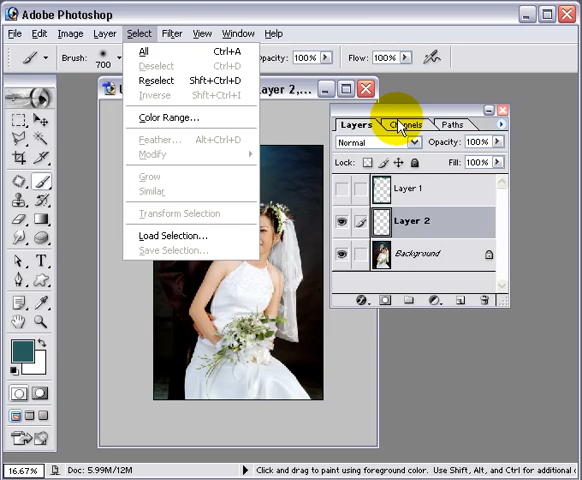 Adobe Photoshop
File Edit Image Layer Select Filter View Window Help
Brush: 700 pacity: 100% Flow: 100%
All Ctrl+A
Deselect Ctrl+D
Reselect Shft+Ctrl+D
Inverse Shft+Ctrl+I
Color Range...
Feather... Alt+Ctrl+D
Modify
Grow
Similar
Transform Selection
Load Selection...
Save Selection...
ayer 2,...
Layers Channels Paths
Normal Opacity: 100%
Lock: Fill: 100%
Layer 1
Layer 2
Background
16.67% Doc: 5.99M/12M Click and drag to paint using foreground color. Use Shift, Alt, and Ctrl for additional